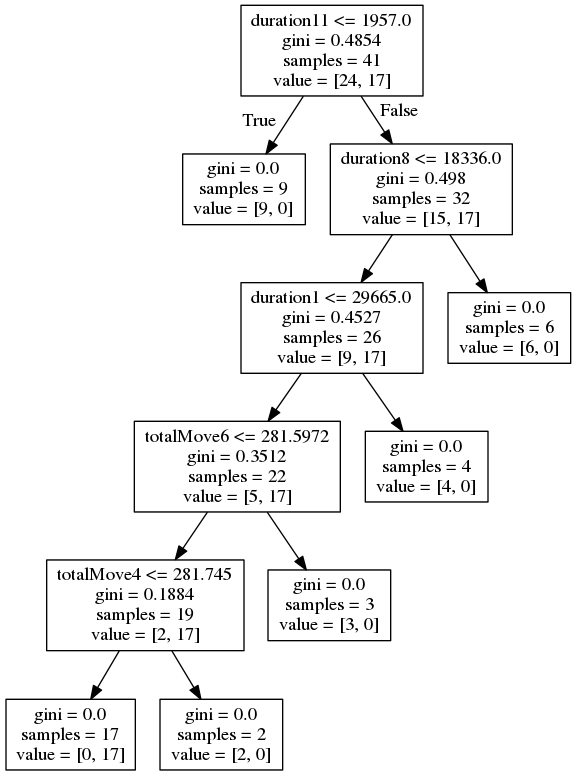 duration11 <= 1957.0
gini = 0.4854
samples = 41
value = [24, 17]
True
False
gini = 0.0
samples = 9
value = [9, 0]
duration8 <= 18336.0
gini = 0.498
samples = 32
value = [15, 17]
duration1 <= 29665.0
gini = 0.4527
samples = 26
value = [9, 17]
gini = 0.0
samples = 6
value = [6, 0]
totalMove6 <= 281.5972
gini = 0.3512
samples = 22
value = [5, 17]
gini = 0.0
samples = 4
value = [4, 0]
totalMove4 <= 281.745
gini = 0.1884
samples = 19
value = [2, 17]
gini = 0.0
samples = 3
value = [3, 0]
gini = 0.0
samples = 17
value = [0, 17]
gini = 0.0
samples = 2
value = [2, 0]